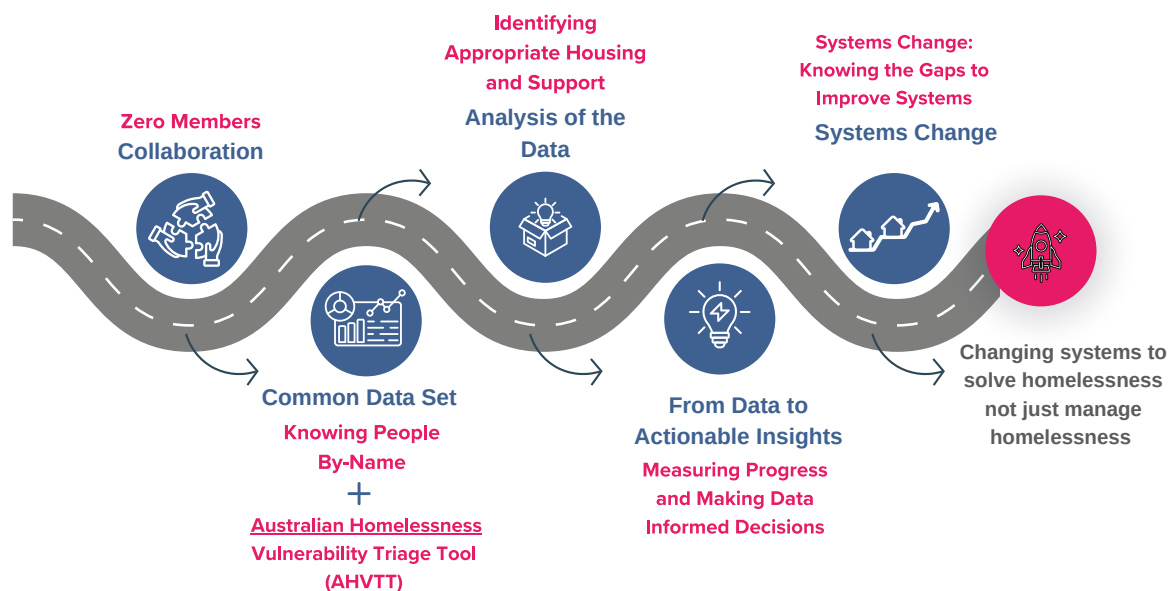 Zero Members
Collaboration
Common Data Set
Knowing People
By-Name
+
Australian Homelessness
Vulnerability Triage Tool
(AHVTT)
Identifying
Appropriate Housing
and Support
Analysis of the
Data
From Data to
Actionable Insights
Measuring Progress
and Making Data
Informed Decisions
Systems Change:
Knowing the Gaps to
Improve Systems
Systems Change
Changing systems to
solve homelessness
not just manage
homelessness